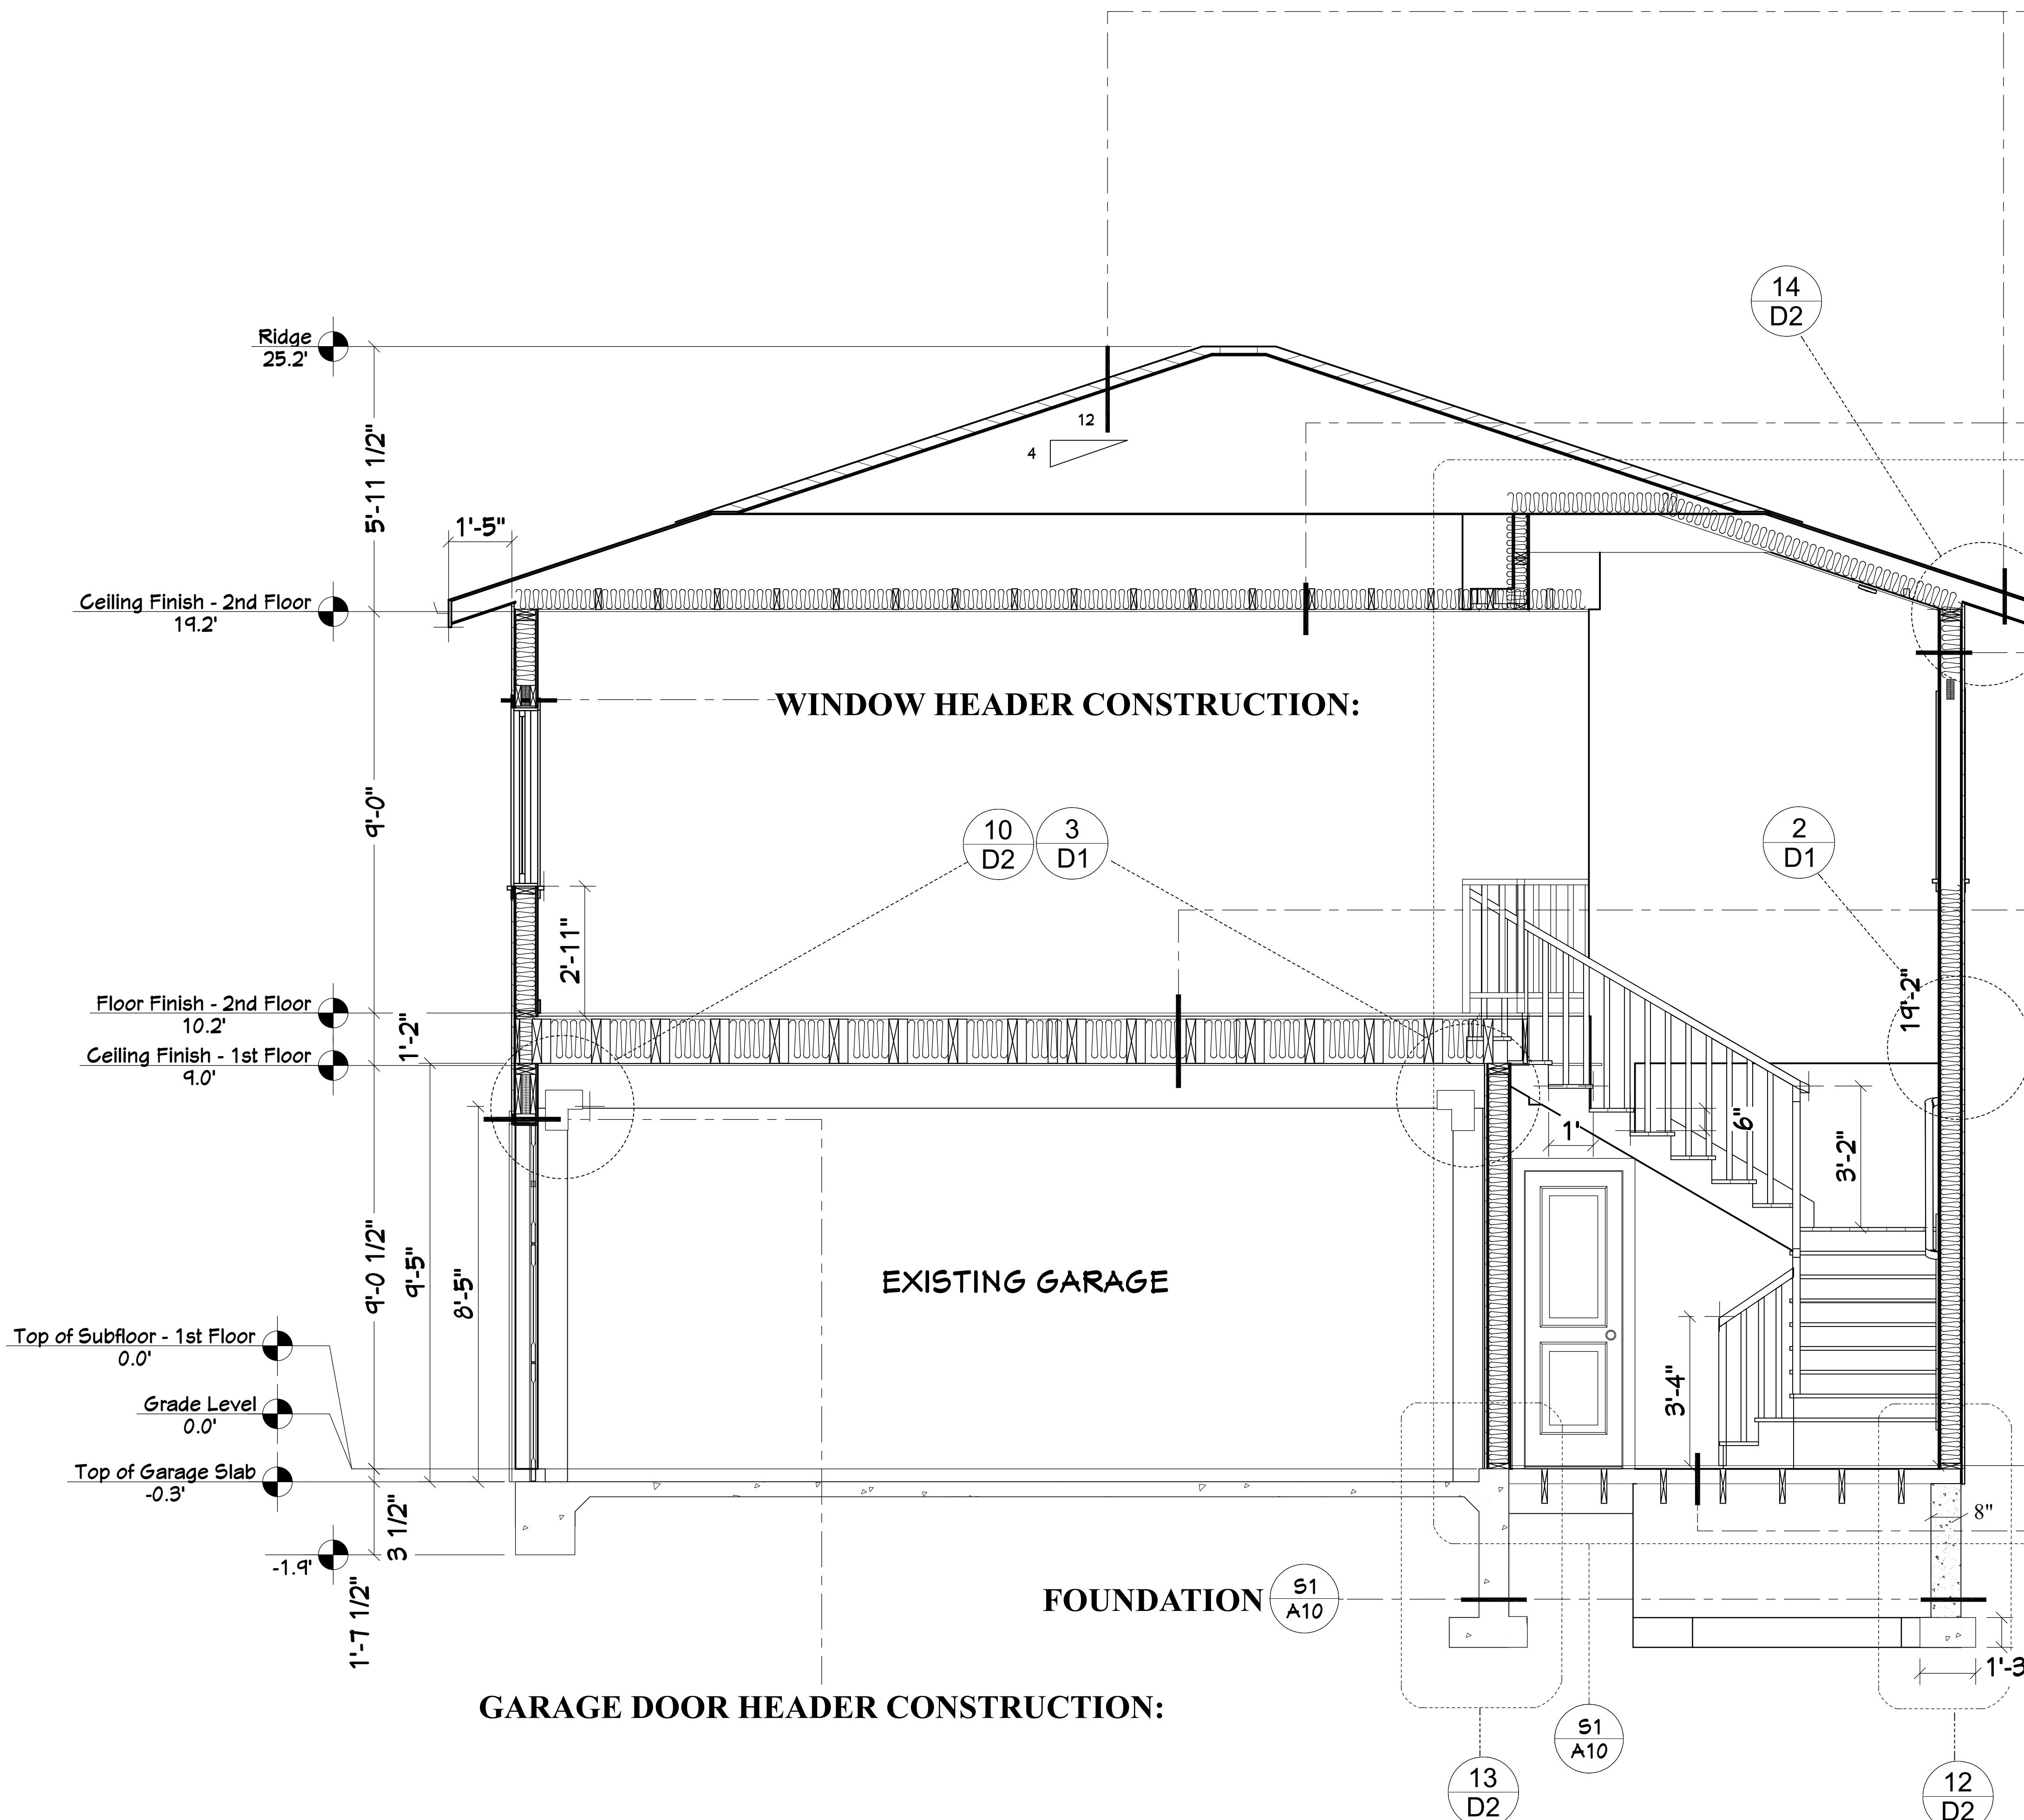 14
D2
Ridge
25.2'
12
4
5'-11 1/2"
1'-5"
Ceiling Finish - 2nd Floor
19.2'
WINDOW HEADER CONSTRUCTION:
9'-0"
10
D2
3
D1
2
D1
2'-11"
19'-2"
Floor Finish - 2nd Floor
10.2'
1'-2"
Ceiling Finish - 1st Floor
9.0'
1'
6"
3'-2"
9'-0 1/2"
9'-5"
8'-5"
EXISTING GARAGE
Top of Subfloor - 1st Floor
0.0'
3'-4"
Grade Level
0.0'
Top of Garage Slab
-0.3'
3 1/2"
8"
-1.9'
1'-7 1/2"
FOUNDATION
S1
A10
1'-3
GARAGE DOOR HEADER CONSTRUCTION:
S1
A10
13
D2
12
D2